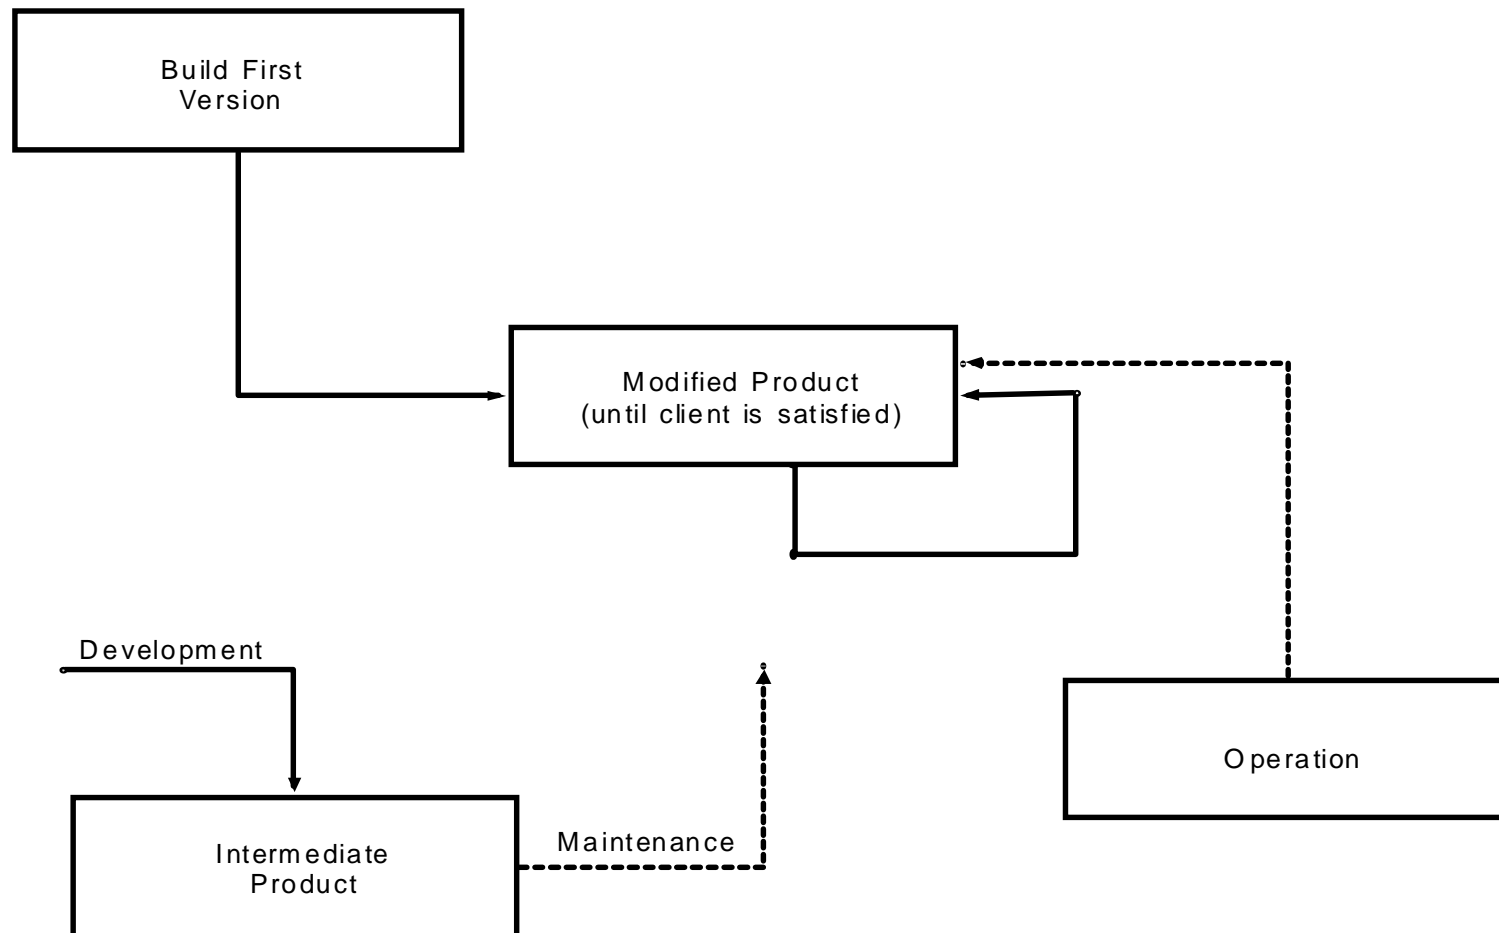 Build First
Version
Modified Product
(until client is satisfied)
Development
Operation
Maintenance
Intermediate
Product